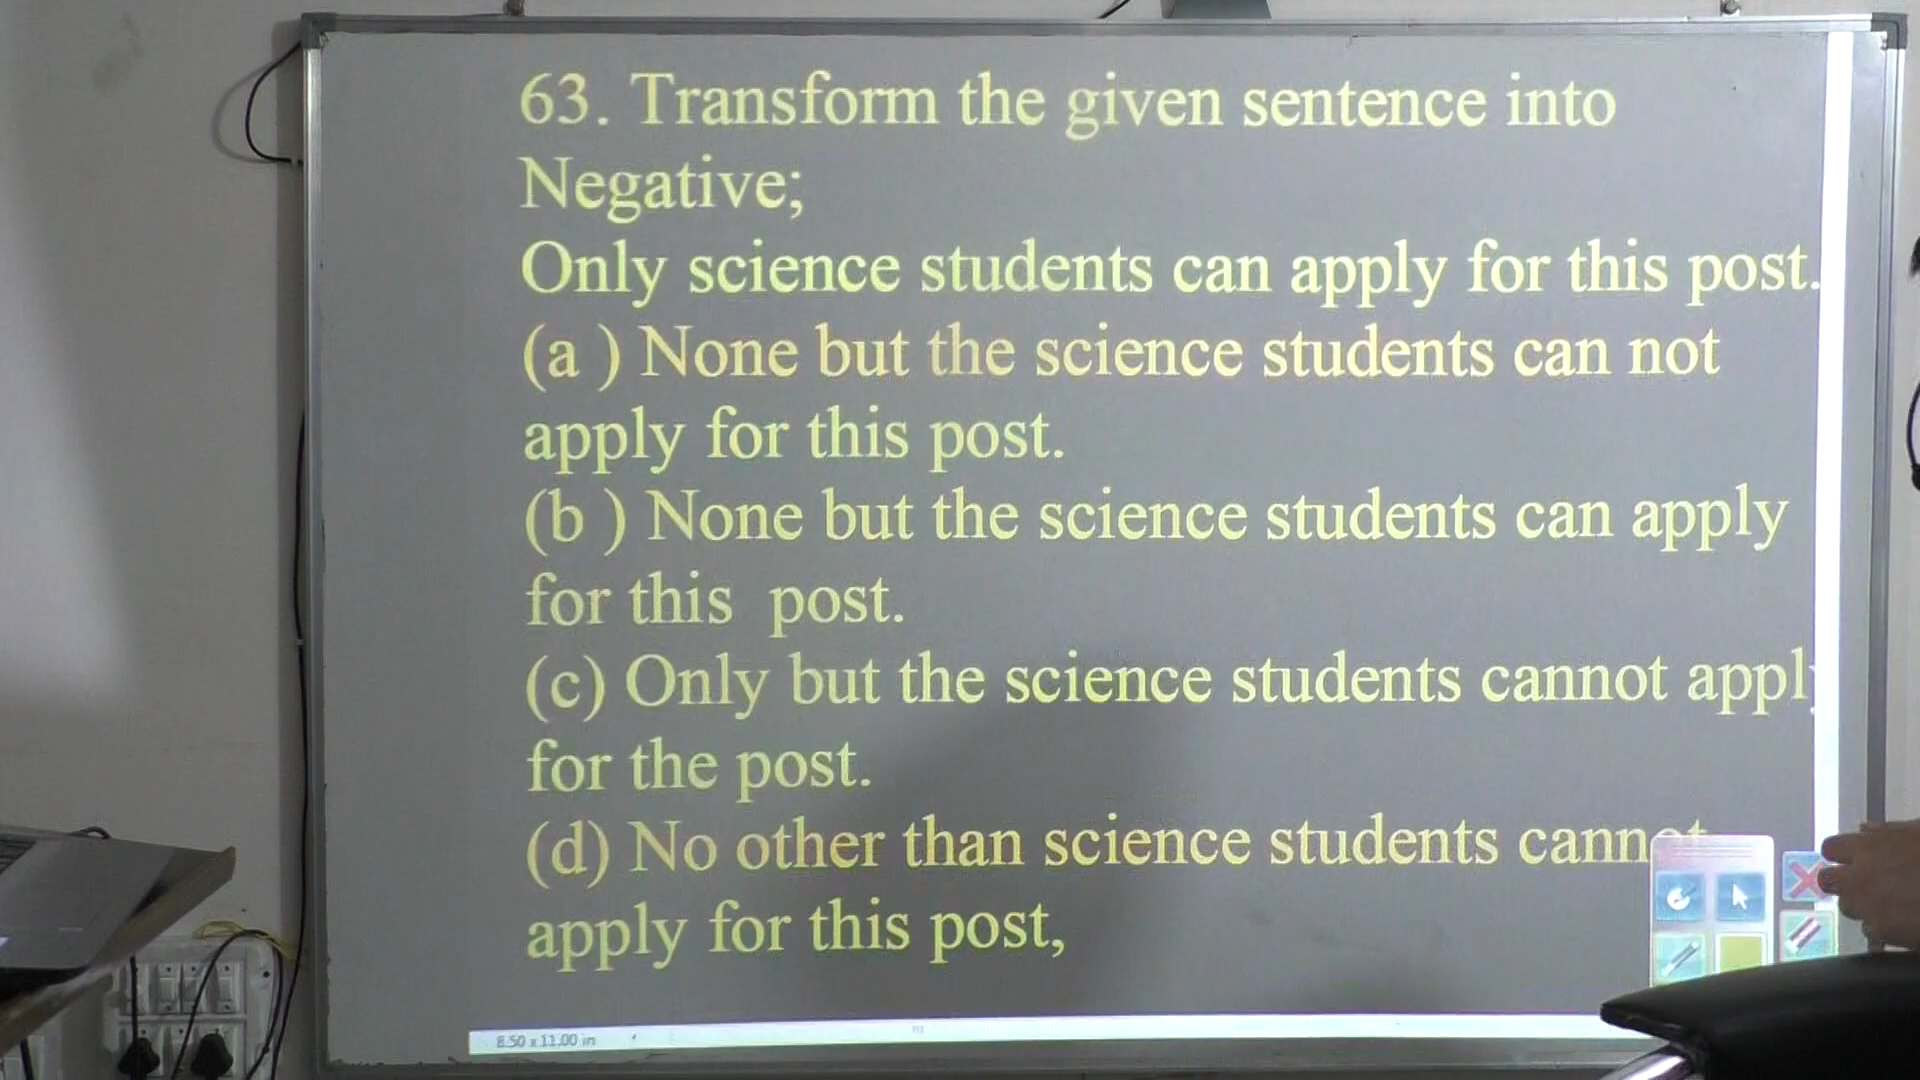 63. Transform the given sentence into
Negative;
Only science students can apply for this post.
(a ) None but the science students can not
apply for this post.
(b ) None but the science students can apply
for this  post.
(c) Only but the science students cannot apply
for the post.
(d) No other than science students cannot
apply for this post,
8.50 x 11.00 in